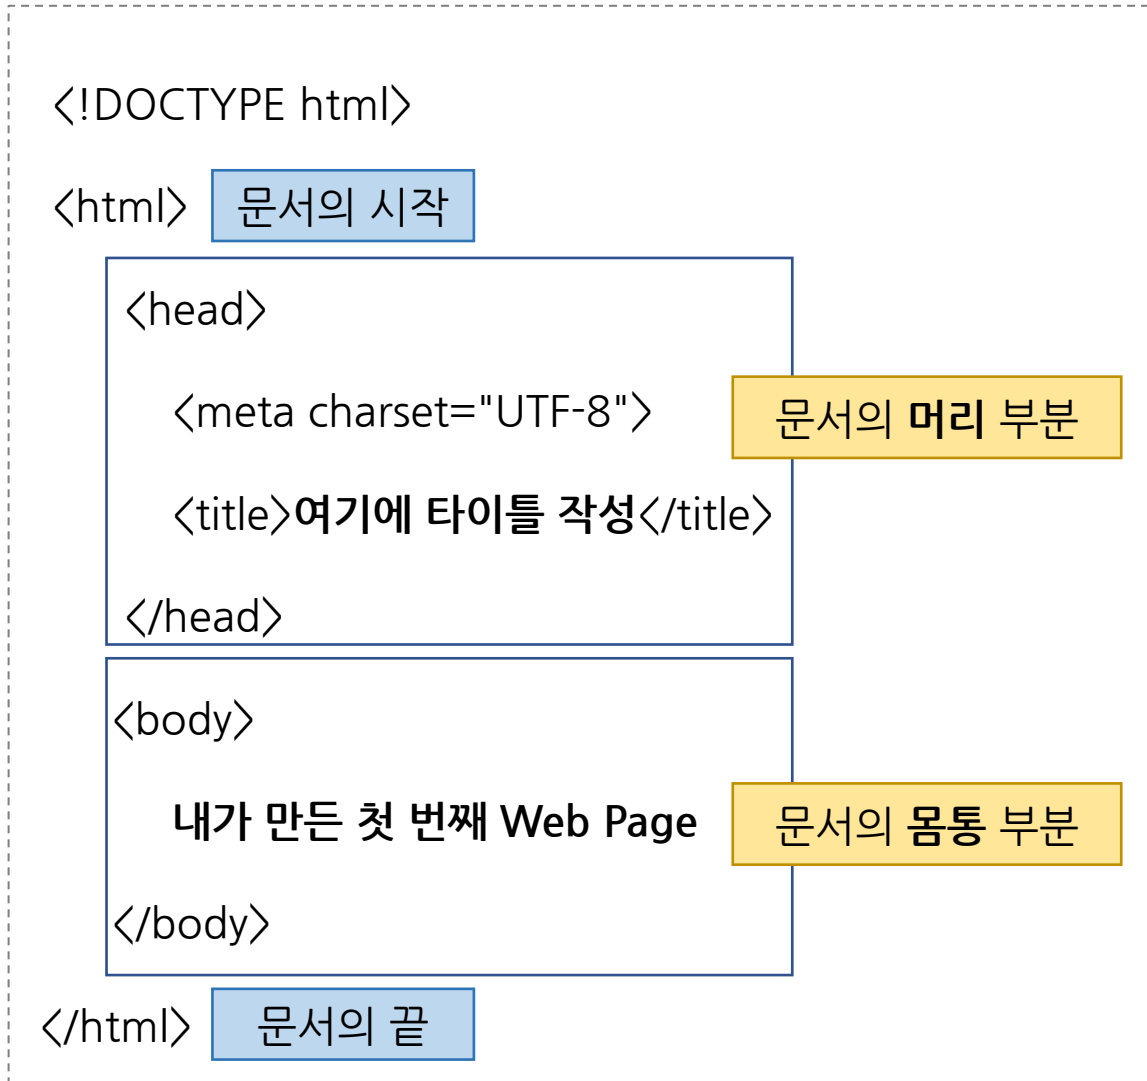 <!DOCTYPE html>
<html> 문서의 시작
<head>
<meta charset="UTF-8"> 문서의 머리 부분
<title>여기에 타이틀 작성</title>
</head>
<body>
내가 만든 첫 번째 Web Page 문서의 몸통 부분
</body>
</html> 문서의 끝